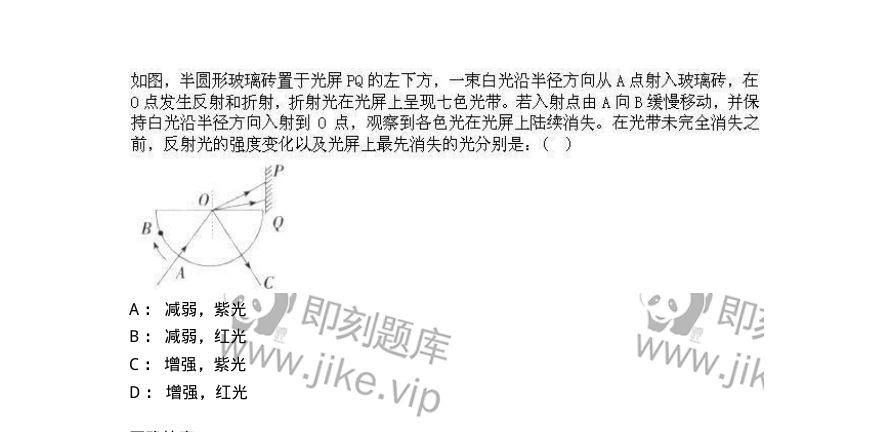 如图，半圆形玻璃砖置于光屏 PQ 的左下方，一束白光沿半径方向从 A 点射入玻璃砖，在
O 点发生反射和折射，折射光在光屏上呈现七色光带。若入射点由 A 向 B 缓慢移动，并保
持白光沿半径方向入射到 O 点，观察到各色光在光屏上陆续消失。在光带未完全消失之
前，反射光的强度变化以及光屏上最先消失的光分别是：( )
P
O
B
Q
A
C
A： 减弱，紫光
B： 减弱，红光
C： 增强，紫光
D： 增强，红光
即刻题库
www.jike.vip
即刻
www.jik